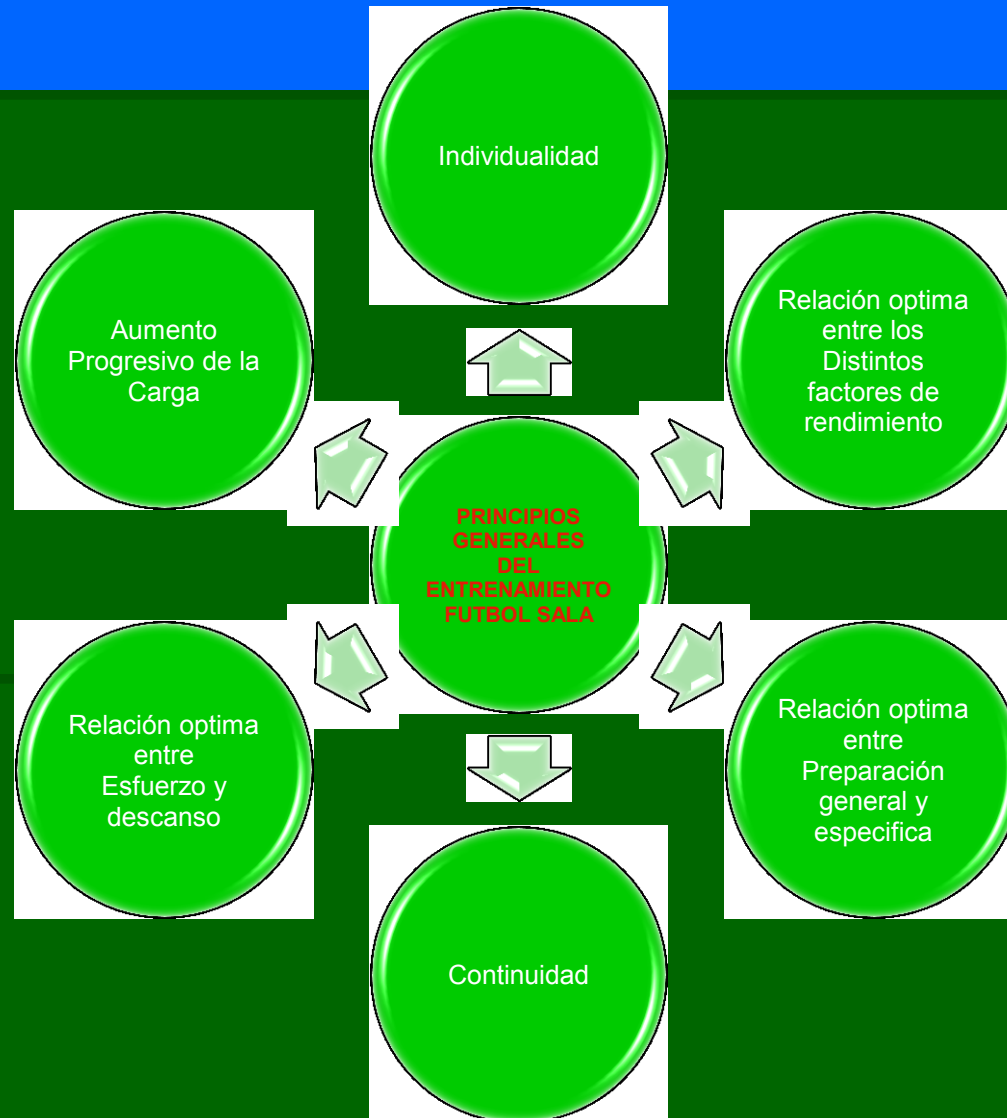 Individualidad
Relación optima
entre los
Distintos
factores de
rendimiento
Aumento
Progresivo de la
Carga
PRINCIPIOS
GENERALES
DEL
ENTRENAMIENTO
FUTBOL SALA
Relación optima
entre
Esfuerzo y
descanso
Relación optima
entre
Preparación
general y
especifica
Continuidad